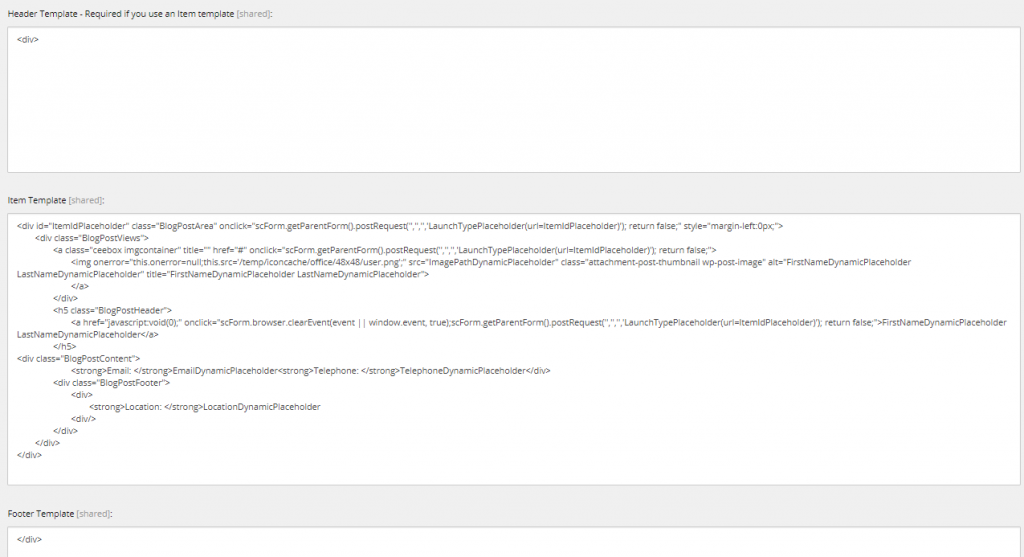 Header Template - Required if you use an Item template [shared]:
<div>
Item Template [shared]:
<div id="ItemIdPlaceholder" class="BlogPostArea" onclick="scForm.getParentForm().postRequest('','','','LaunchTypePlaceholder(url=ItemIdPlaceholder)'); return false;" style="margin-left:0px;">
<div class="BlogPostViews">
<a class="ceebox imgcontainer" title="" href="#" onclick="scForm.getParentForm().postRequest('','','','LaunchTypePlaceholder(url=ItemIdPlaceholder)'); return false;">
<img onerror="this.onerror=null;this.src='/temp/iconcache/office/48x48/user.png';" src="ImagePathDynamicPlaceholder" class="attachment-post-thumbnail wp-post-image" alt="FirstNameDynamicPlaceholder
LastNameDynamicPlaceholder" title="FirstNameDynamicPlaceholder LastNameDynamicPlaceholder">
</a>
</div>
<h5 class="BlogPostHeader">
<a href="javascript:void(0);" onclick="scForm.browser.clearEvent(event || window.event, true);scForm.getParentForm().postRequest('','','','LaunchTypePlaceholder(url=ItemIdPlaceholder)'); return false;">FirstNameDynamicPlaceholder
LastNameDynamicPlaceholder</a>
</h5>
<div class="BlogPostContent">
<strong>Email: </strong>EmailDynamicPlaceholder<strong>Telephone: </strong>TelephoneDynamicPlaceholder</div>
<div class="BlogPostFooter">
<div>
<strong>Location: </strong>LocationDynamicPlaceholder
<div/>
</div>
</div>
</div>
Footer Template [shared]:
</div>